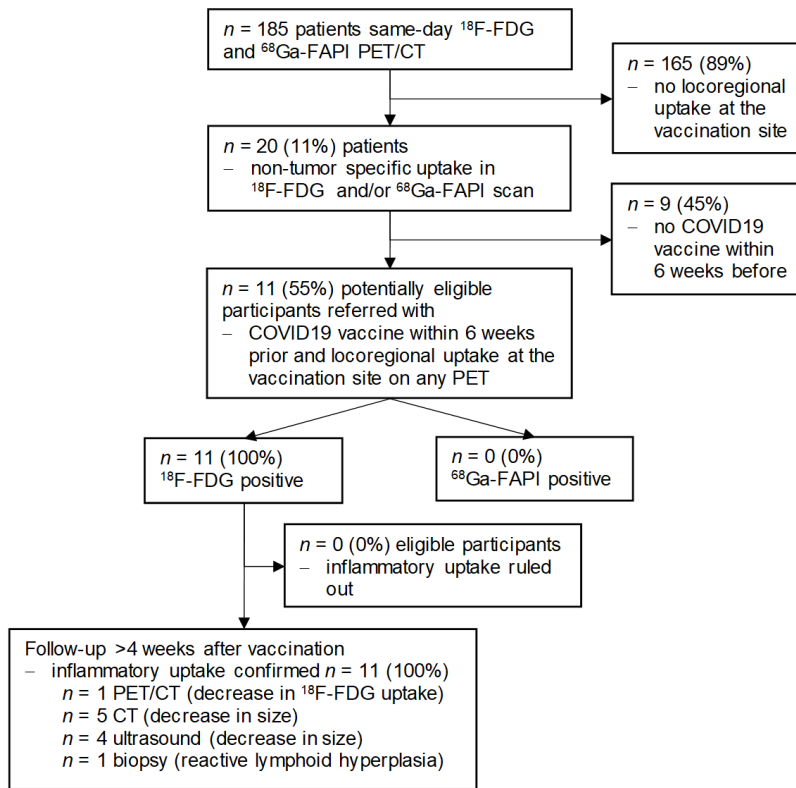 n = 185 patients same-day ¹⁸F-FDG
and ⁶⁸Ga-FAPI PET/CT
n = 165 (89%)
– no locoregional
uptake at the
vaccination site
n = 20 (11%) patients
– non-tumor specific uptake in
¹⁸F-FDG and/or ⁶⁸Ga-FAPI scan
n = 9 (45%)
– no COVID19
vaccine within
6 weeks before
n = 11 (55%) potentially eligible
participants referred with
– COVID19 vaccine within 6 weeks
prior and locoregional uptake at the
vaccination site on any PET
n = 11 (100%)
¹⁸F-FDG positive
n = 0 (0%)
⁶⁸Ga-FAPI positive
n = 0 (0%) eligible participants
– inflammatory uptake ruled
out
Follow-up >4 weeks after vaccination
– inflammatory uptake confirmed n = 11 (100%)
n = 1 PET/CT (decrease in ¹⁸F-FDG uptake)
n = 5 CT (decrease in size)
n = 4 ultrasound (decrease in size)
n = 1 biopsy (reactive lymphoid hyperplasia)